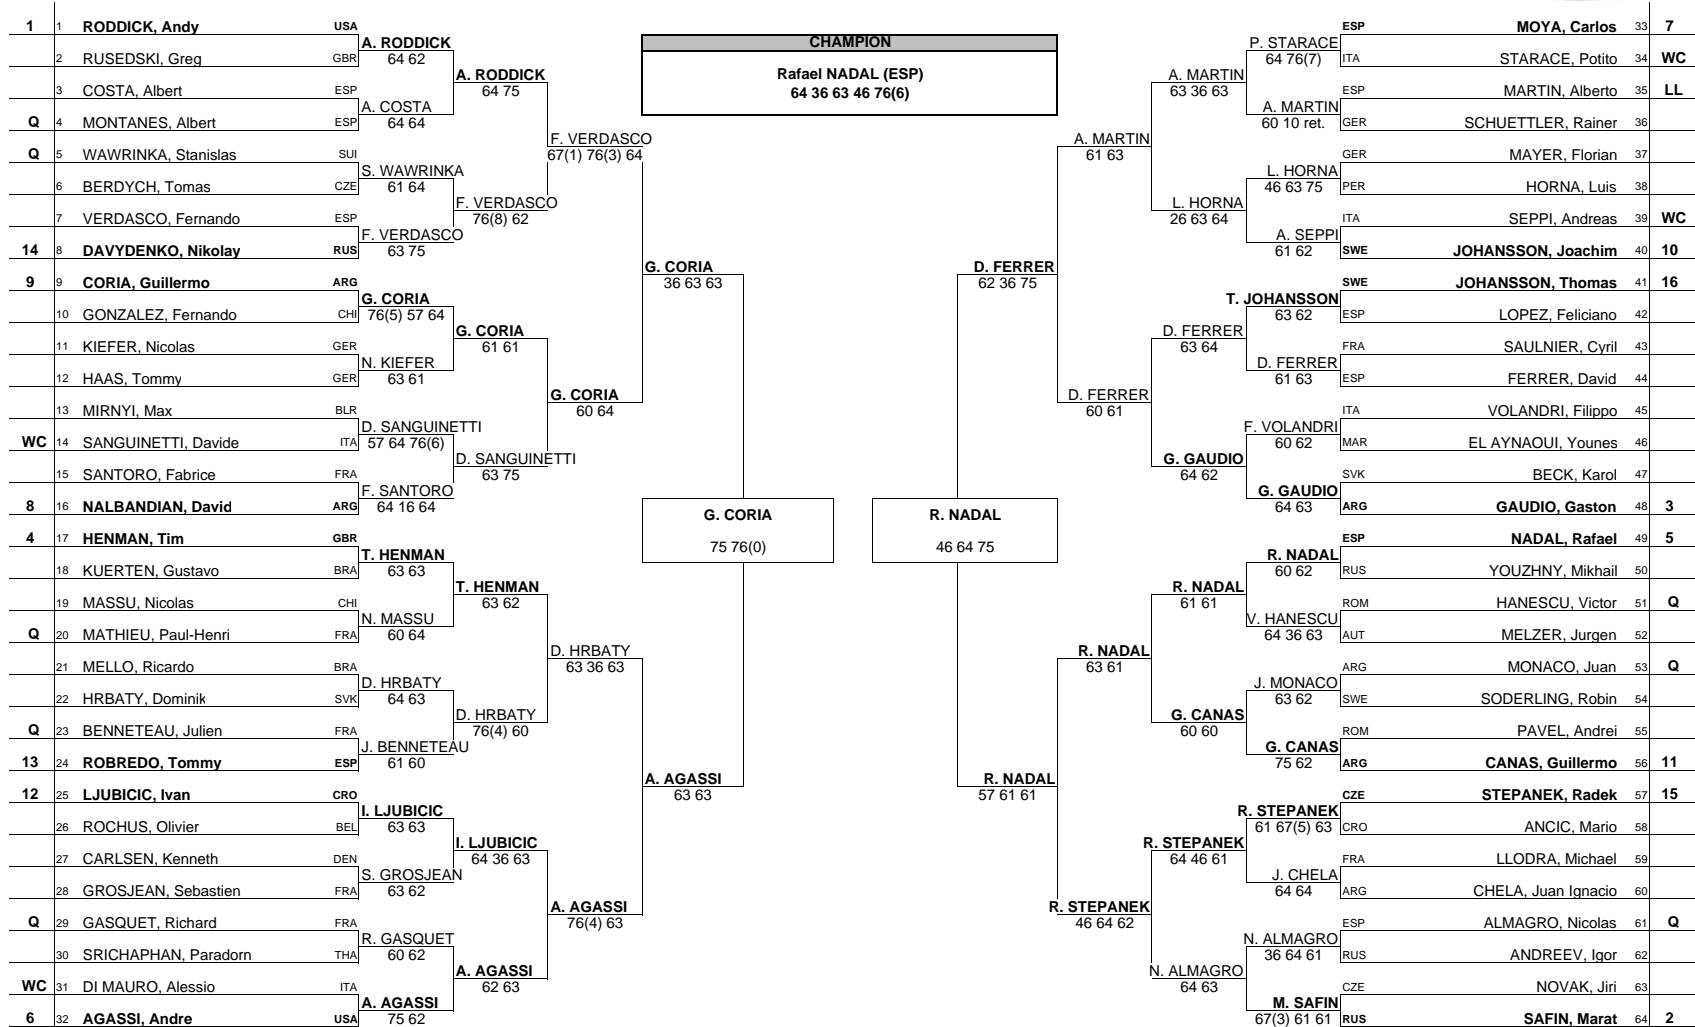 1 1 RODDICK, Andy USA
2 RUSEDSKI, Greg GBR
3 COSTA, Albert ESP
Q 4 MONTANES, Albert ESP
Q 5 WAWRINKA, Stanislas SUI
6 BERDYCH, Tomas CZE
7 VERDASCO, Fernando ESP
14 8 DAVYDENKO, Nikolay RUS
9 9 CORIA, Guillermo ARG
10 GONZALEZ, Fernando CHI
11 KIEFER, Nicolas GER
12 HAAS, Tommy GER
13 MIRNYI, Max BLR
WC 14 SANGUINETTI, Davide ITA
15 SANTORO, Fabrice FRA
8 16 NALBANDIAN, David ARG
4 17 HENMAN, Tim GBR
18 KUERTEN, Gustavo BRA
19 MASSU, Nicolas CHI
Q 20 MATHIEU, Paul-Henri FRA
21 MELLO, Ricardo BRA
22 HRBATY, Dominik SVK
Q 23 BENNETEAU, Julien FRA
13 24 ROBREDO, Tommy ESP
12 25 LJUBICIC, Ivan CRO
26 ROCHUS, Olivier BEL
27 CARLSEN, Kenneth DEN
28 GROSJEAN, Sebastien FRA
Q 29 GASQUET, Richard FRA
30 SRICHAPHAN, Paradorn THA
WC 31 DI MAURO, Alessio ITA
6 32 AGASSI, Andre USA
A. RODDICK
64 62
A. COSTA
64 64
S. WAWRINKA
61 64
F. VERDASCO
63 75
G. CORIA
76(5) 57 64
N. KIEFER
63 61
D. SANGUINETTI
57 64 76(6)
F. SANTORO
64 16 64
T. HENMAN
63 63
N. MASSU
60 64
D. HRBATY
64 63
J. BENNETEAU
61 60
I. LJUBICIC
63 63
S. GROSJEAN
63 62
R. GASQUET
60 62
A. AGASSI
75 62
A. RODDICK
64 75
F. VERDASCO
76(8) 62
G. CORIA
61 61
D. SANGUINETTI
63 75
T. HENMAN
63 62
D. HRBATY
76(4) 60
I. LJUBICIC
64 36 63
A. AGASSI
62 63
F. VERDASCO
67(1) 76(3) 64
G. CORIA
60 64
D. HRBATY
63 36 63
A. AGASSI
76(4) 63
G. CORIA
36 63 63
A. AGASSI
63 63
G. CORIA
75 76(0)
CHAMPION
Rafael NADAL (ESP)
64 36 63 46 76(6)
R. NADAL
46 64 75
D. FERRER
62 36 75
R. NADAL
57 61 61
A. MARTIN
61 63
D. FERRER
60 61
R. NADAL
63 61
R. STEPANEK
46 64 62
A. MARTIN
63 36 63
L. HORNA
26 63 64
D. FERRER
63 64
G. GAUDIO
64 62
R. NADAL
61 61
G. CANAS
60 60
R. STEPANEK
64 46 61
N. ALMAGRO
64 63
P. STARACE
64 76(7)
A. MARTIN
60 10 ret.
L. HORNA
46 63 75
A. SEPPI
61 62
T. JOHANSSON
63 62
D. FERRER
61 63
F. VOLANDRI
60 62
G. GAUDIO
64 63
R. NADAL
60 62
V. HANESCU
64 36 63
J. MONACO
63 62
G. CANAS
75 62
R. STEPANEK
61 67(5) 63
J. CHELA
64 64
N. ALMAGRO
36 64 61
M. SAFIN
67(3) 61 61
ESP MOYA, Carlos 33 7
ITA STARACE, Potito 34 WC
ESP MARTIN, Alberto 35 LL
GER SCHUETTLER, Rainer 36
GER MAYER, Florian 37
PER HORNA, Luis 38
ITA SEPPI, Andreas 39 WC
SWE JOHANSSON, Joachim 40 10
SWE JOHANSSON, Thomas 41 16
ESP LOPEZ, Feliciano 42
FRA SAULNIER, Cyril 43
ESP FERRER, David 44
ITA VOLANDRI, Filippo 45
MAR EL AYNAOUI, Younes 46
SVK BECK, Karol 47
ARG GAUDIO, Gaston 48 3
ESP NADAL, Rafael 49 5
RUS YOUZHNY, Mikhail 50
ROM HANESCU, Victor 51 Q
AUT MELZER, Jurgen 52
ARG MONACO, Juan 53 Q
SWE SODERLING, Robin 54
ROM PAVEL, Andrei 55
ARG CANAS, Guillermo 56 11
CZE STEPANEK, Radek 57 15
CRO ANCIC, Mario 58
FRA LLODRA, Michael 59
ARG CHELA, Juan Ignacio 60
ESP ALMAGRO, Nicolas 61 Q
RUS ANDREEV, Igor 62
CZE NOVAK, Jiri 63
RUS SAFIN, Marat 64 2